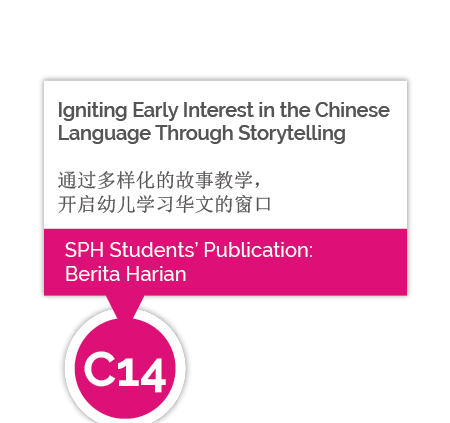 Igniting Early Interest in the Chinese
Language Through Storytelling
通过多样化的故事教学，
开启幼儿学习华文的窗口
SPH Students’ Publication:
Berita Harian
C14